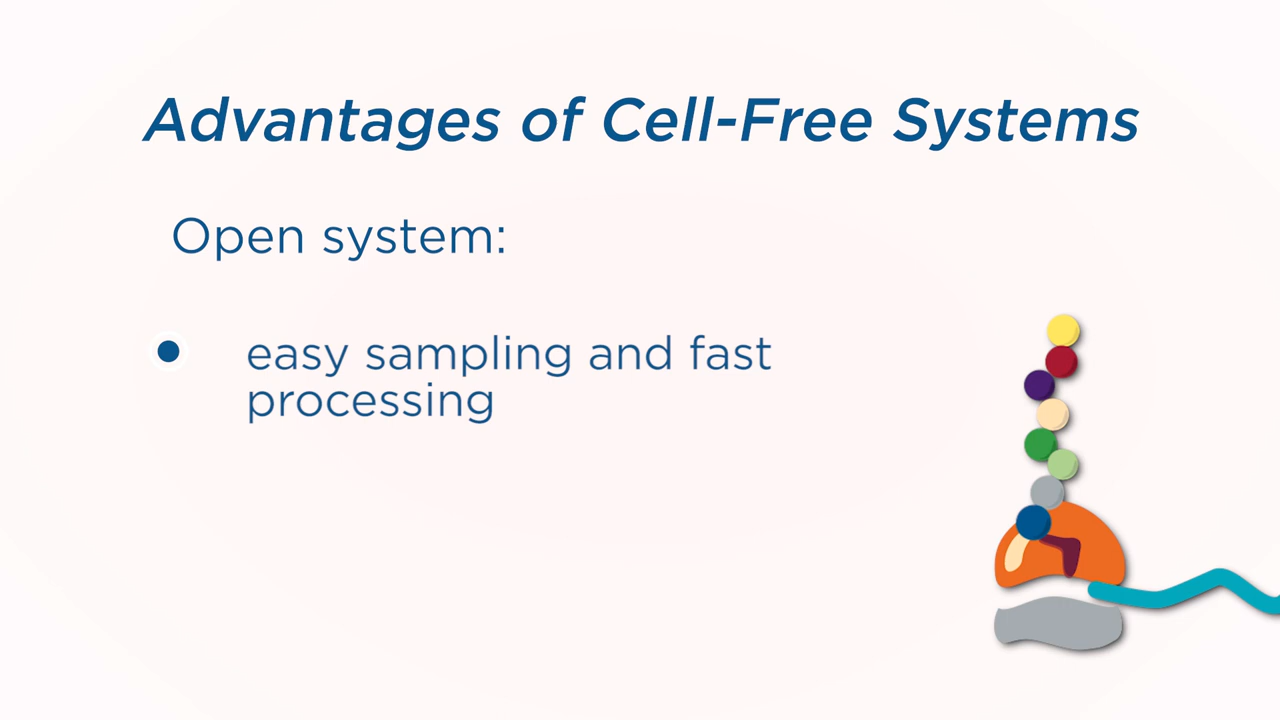 Advantages of Cell-Free Systems
Open system:
easy sampling and fast
processing